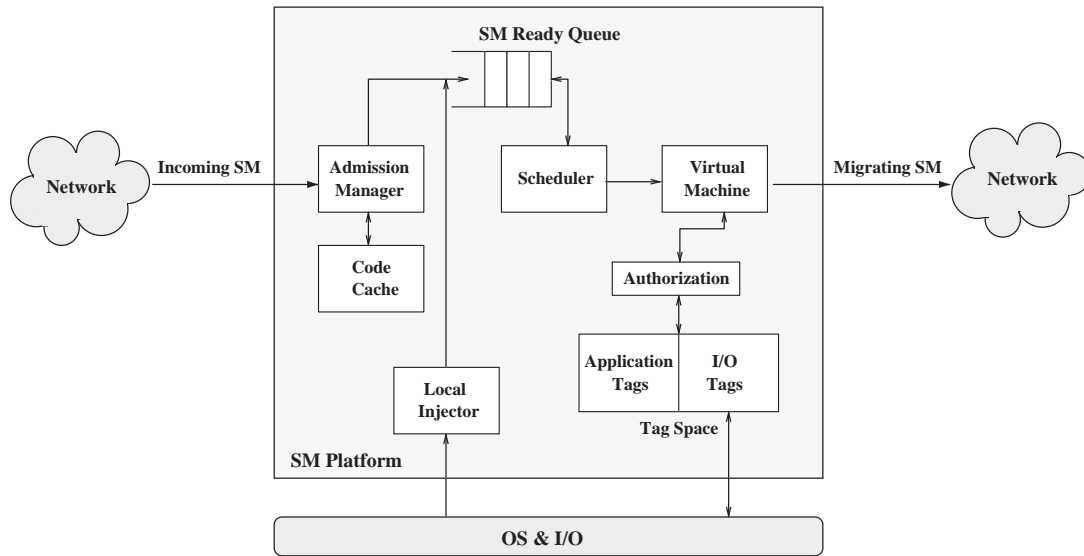 SM Ready Queue
Network
Incoming SM
Admission
Manager
Scheduler
Virtual
Machine
Migrating SM
Network
Code
Cache
Authorization
Application
Tags
I/O
Tags
Local
Injector
Tag Space
SM Platform
OS & I/O